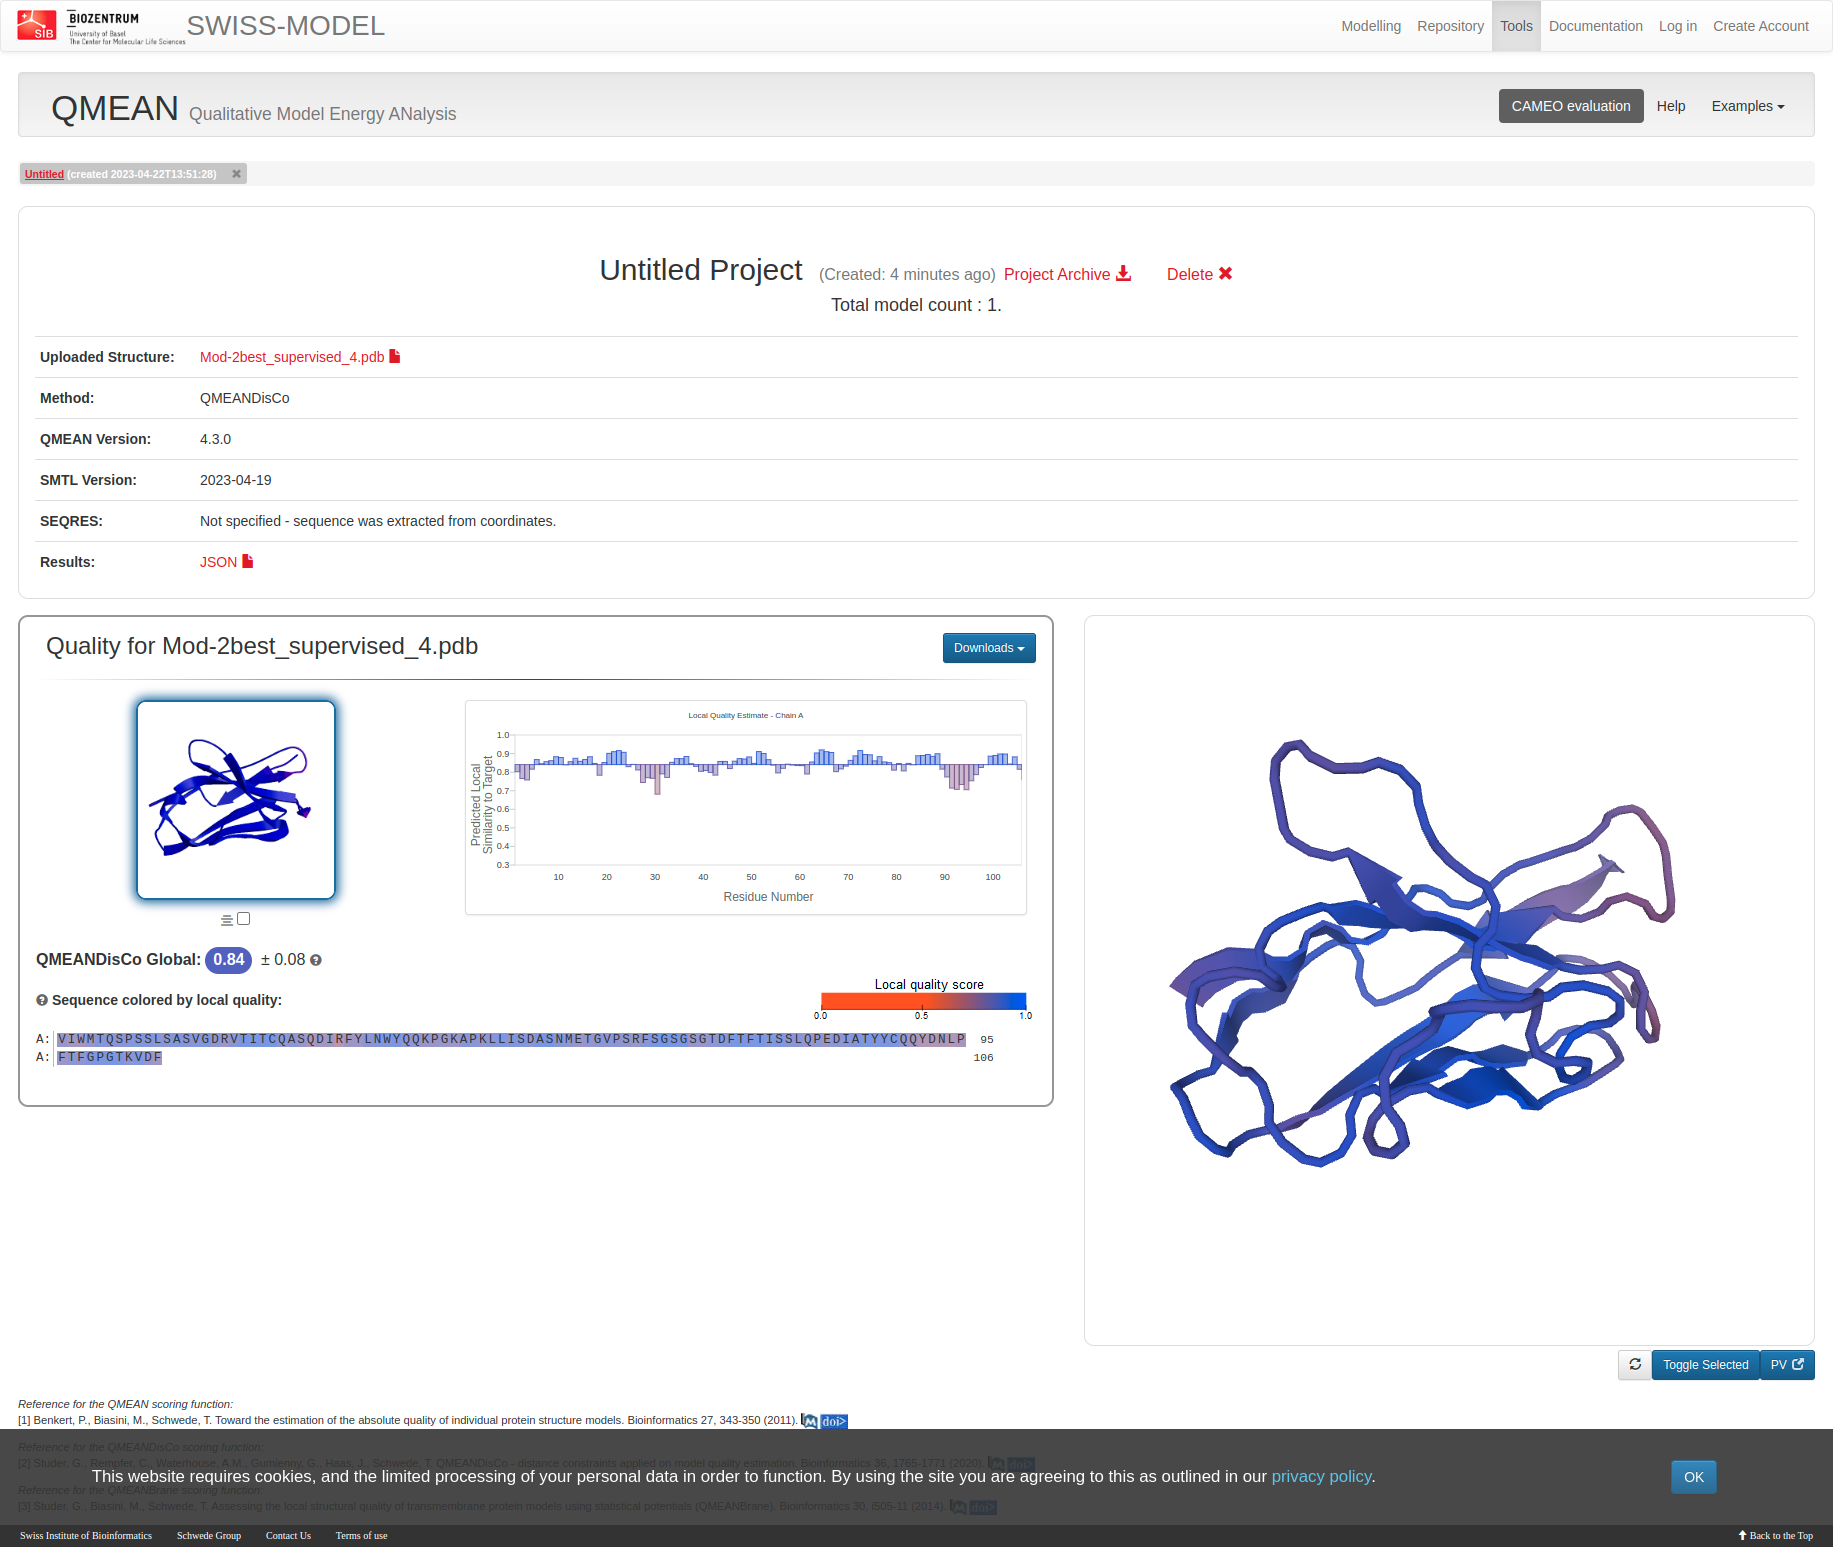 SIB
BIOZENTRUM
University of Basel
The Center for Molecular Life Sciences
SWISS-MODEL
Modelling
Repository
Tools
Documentation
Log in
Create Account
QMEAN Qualitative Model Energy ANalysis
CAMEO evaluation
Help
Examples
Untitled (created 2023-04-22T13:51:28)
Untitled Project (Created: 4 minutes ago) Project Archive Delete
Total model count : 1.
Uploaded Structure: Mod-2best_supervised_4.pdb
Method: QMEANDisCo
QMEAN Version: 4.3.0
SMTL Version: 2023-04-19
SEQRES: Not specified - sequence was extracted from coordinates.
Results: JSON
Quality for Mod-2best_supervised_4.pdb
Downloads
Local Quality Estimate - Chain A
Predicted Local
Similarity to Target
1.0
0.9
0.8
0.7
0.6
0.5
0.4
0.3
10 20 30 40 50 60 70 80 90 100
Residue Number
QMEANDisCo Global: 0.84 ± 0.08
Sequence colored by local quality:
Local quality score
0.0 0.5 1.0
A: VIWMTQSPSSLSASVGDRVTITCQASQDIRFYLNWYQQKPGKAPKLLISDASNMETGVPSRFSGSGSGTDFTFTISSLQPEDIATYYCQQYDNLP 95
A: FTFGPGTKVDF 106
Toggle Selected
PV
Reference for the QMEAN scoring function:
[1] Benkert, P., Biasini, M., Schwede, T. Toward the estimation of the absolute quality of individual protein structure models. Bioinformatics 27, 343-350 (2011). doi>
Reference for the QMEANDisCo scoring function:
[2] Studer, G., Rempfer, C., Waterhouse, A.M., Gumienny, G., Haas, J., Schwede, T. QMEANDisCo - distance constraints applied on model quality estimation. Bioinformatics 36, 1765-1771 (2020). doi>
This website requires cookies, and the limited processing of your personal data in order to function. By using the site you are agreeing to this as outlined in our privacy policy.
OK
Reference for the QMEANBrane scoring function:
[3] Studer, G., Biasini, M., Schwede, T. Assessing the local structural quality of transmembrane protein models using statistical potentials (QMEANBrane). Bioinformatics 30, i505-11 (2014). doi>
Swiss Institute of Bioinformatics
Schwede Group
Contact Us
Terms of use
Back to the Top